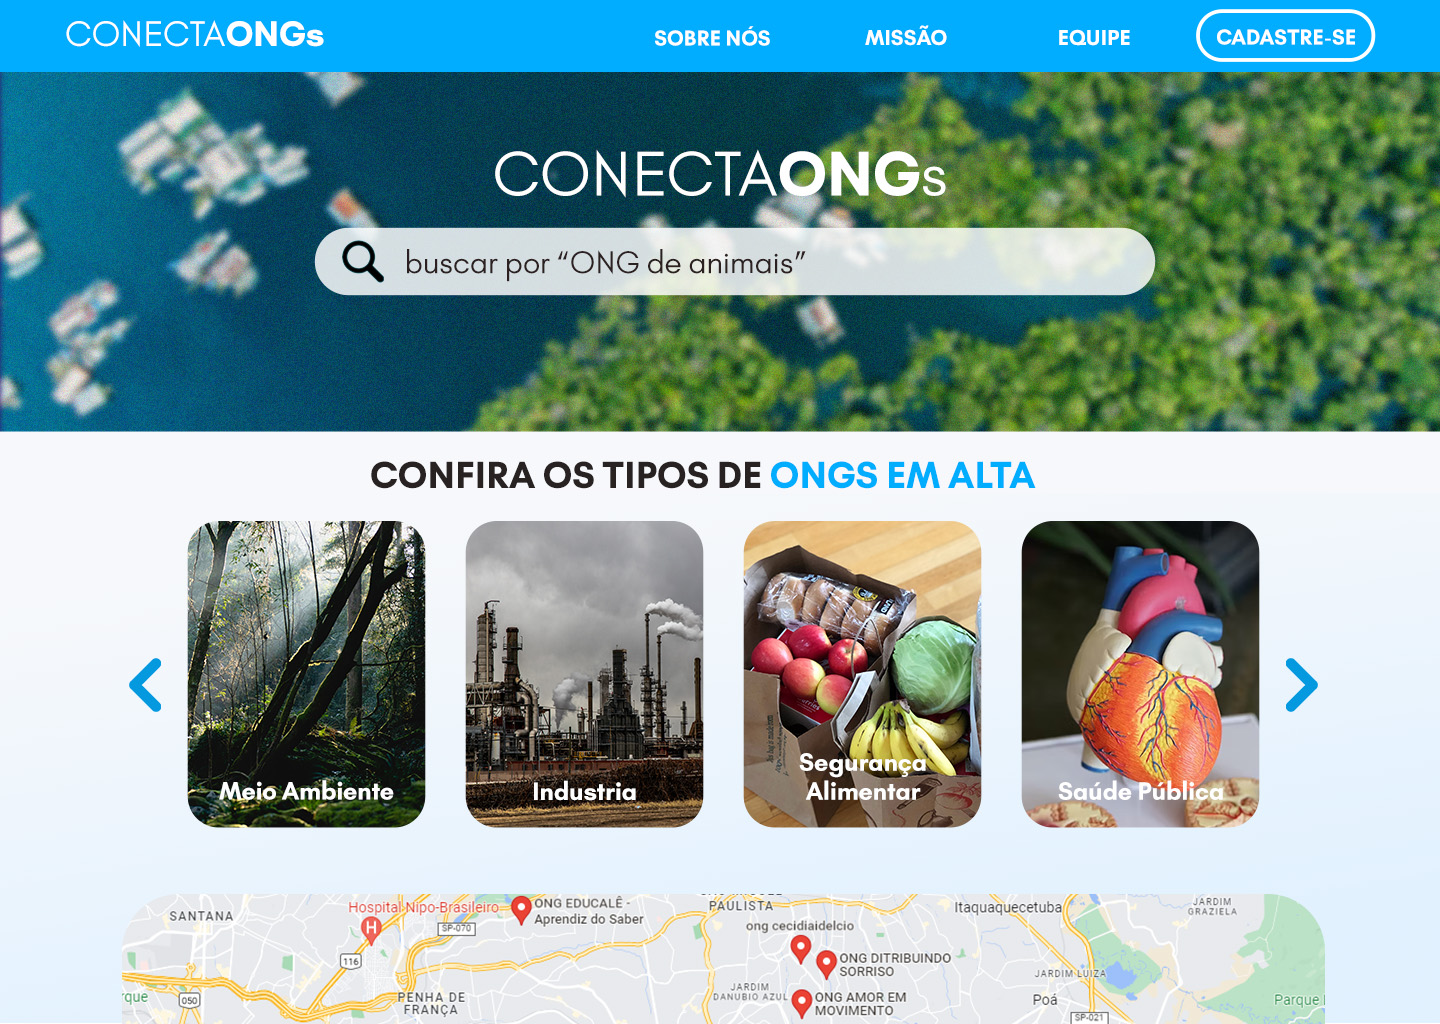 CONECTAONGs
SOBRE NÓS
MISSÃO
EQUIPE
CADASTRE-SE
CONECTAONGs
buscar por “ONG de animais”
CONFIRA OS TIPOS DE ONGS EM ALTA
Meio Ambiente
Industria
Segurança
Alimentar
Saúde Pública
SANTANA
Hospital Nipo-Brasileiro
ONG EDUCALÊ -
Aprendiz do Saber
SP-070
116
050
PENHA DE
FRANÇA
PAULISTA
ong cecidiaidelcio
ONG DITRIBUINDO
SORRISO
JARDIM
DANUBIO AZUL
ONG AMOR EM
MOVIMENTO
Itaquaquecetuba
JARDIM
GRAZIELA
JARDIM LUIZA
Poá
SP-021
Parque